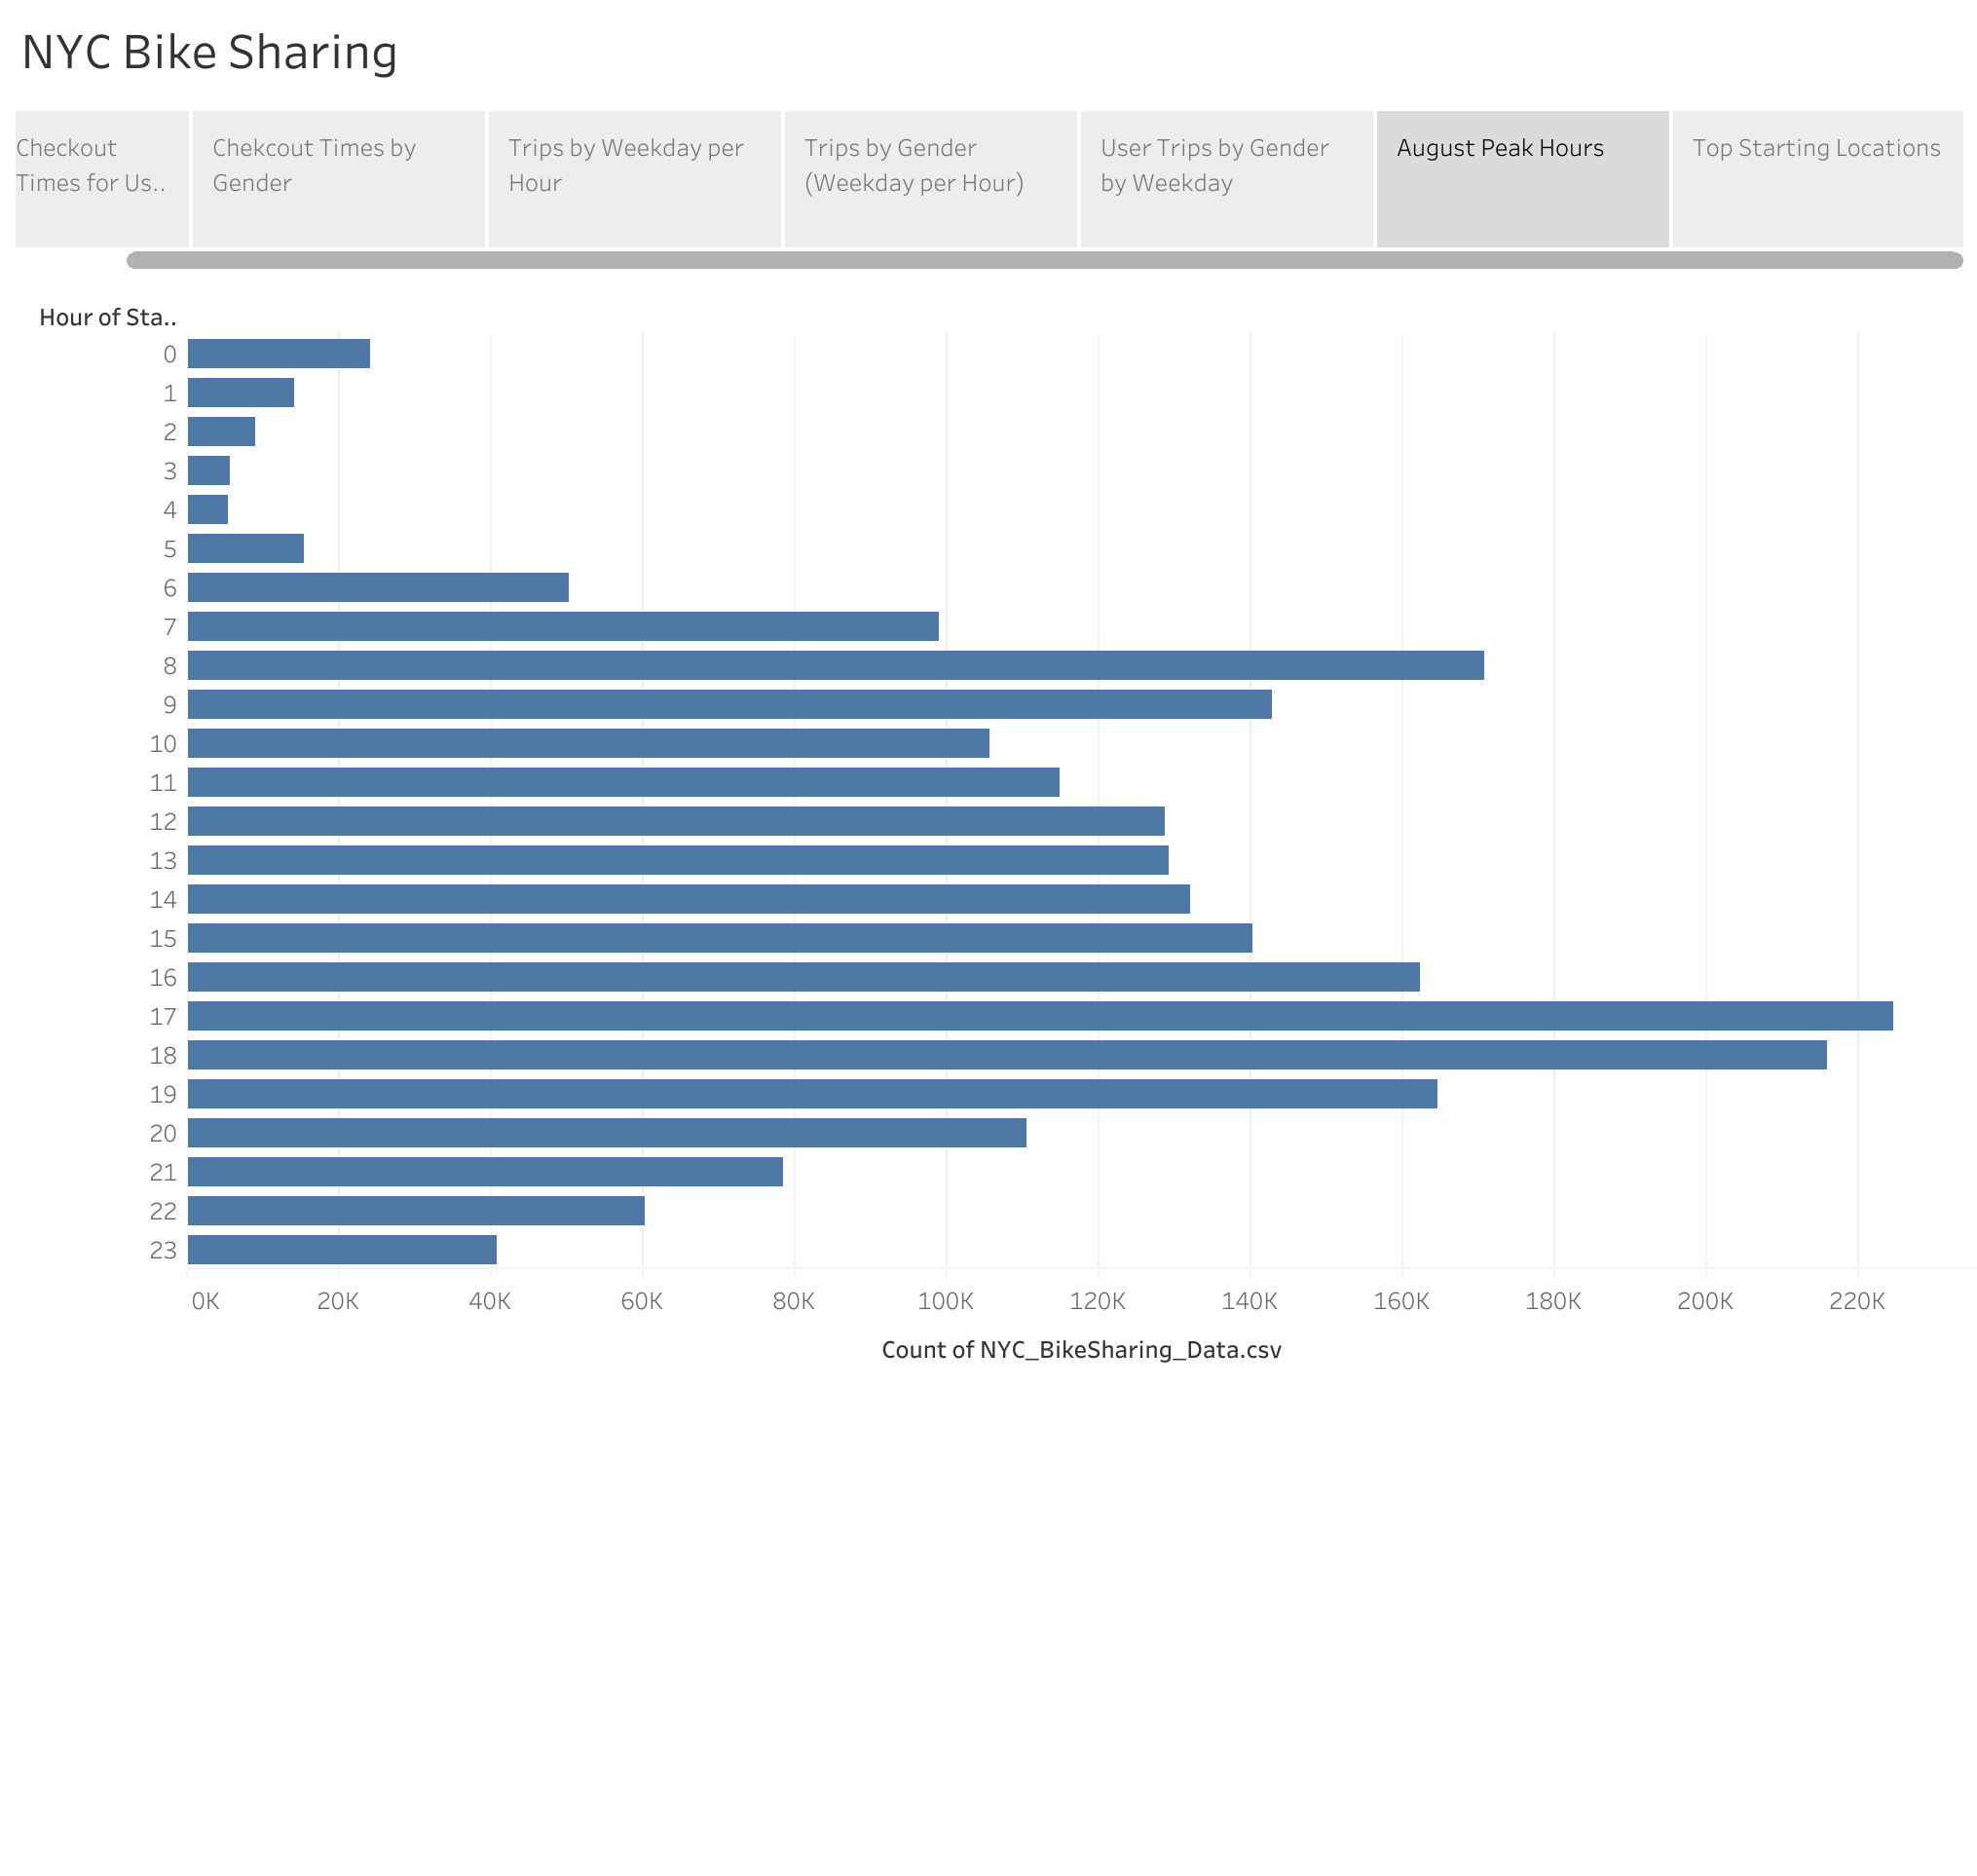 NYC Bike Sharing
Checkout
Times for Us..
Chekcout Times by
Gender
Trips by Weekday per
Hour
Trips by Gender
(Weekday per Hour)
User Trips by Gender
by Weekday
August Peak Hours
Top Starting Locations
Hour of Sta..
0
1
2
3
4
5
6
7
8
9
10
11
12
13
14
15
16
17
18
19
20
21
22
23
0K 20K 40K 60K 80K 100K 120K 140K 160K 180K 200K 220K
Count of NYC_BikeSharing_Data.csv